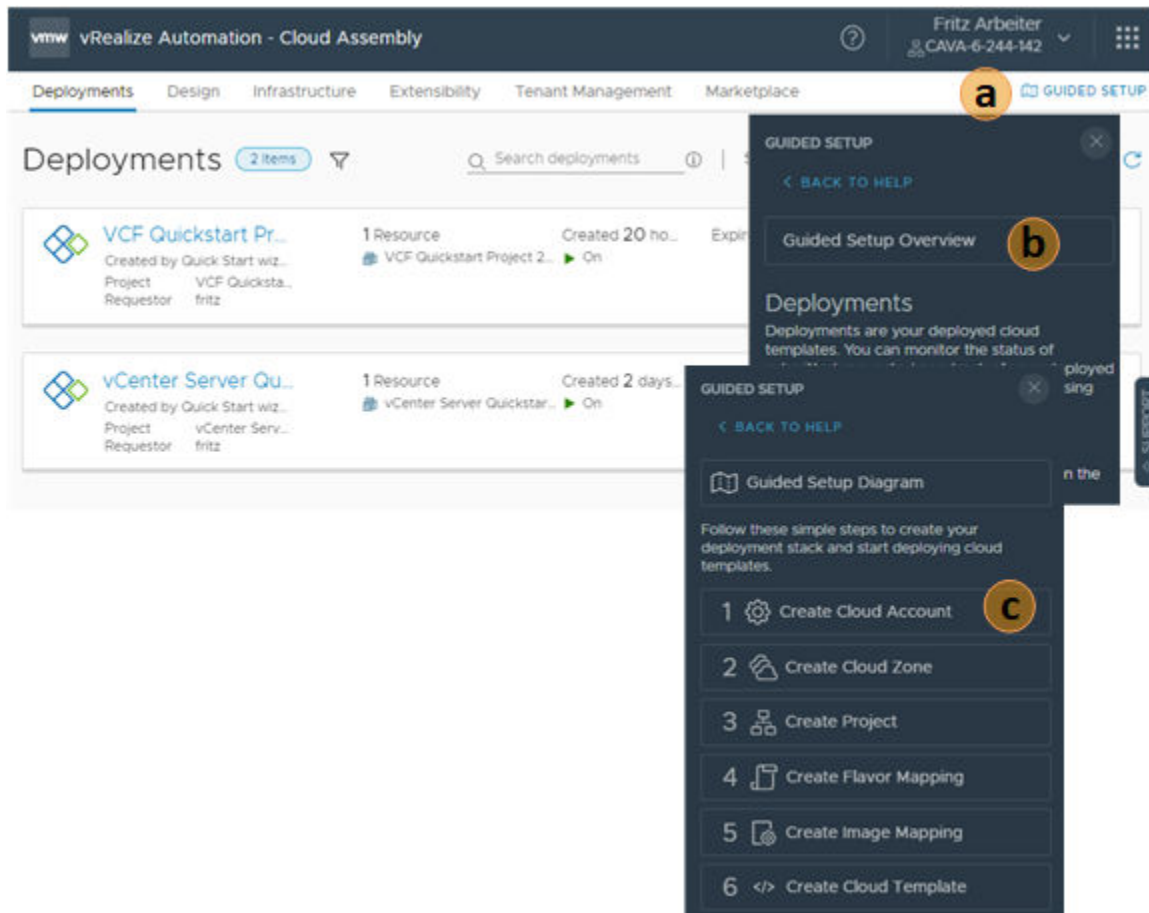 vmw vRealize Automation - Cloud Assembly
Fritz Arbeiter
CAVA-6-244-142
Deployments Design Infrastructure Extensibility Tenant Management Marketplace
a
GUIDED SETUP
Deployments 2 items
Search deployments
VCF Quickstart Pr...
Created by Quick Start wiz...
Project VCF Quicksta...
Requestor fritz
1 Resource
VCF Quickstart Project 2...
Created 20 ho...
On
Expir
vCenter Server Qu...
Created by Quick Start wiz...
Project vCenter Serv...
Requestor fritz
1 Resource
vCenter Server Quickstar...
Created 2 days...
On
GUIDED SETUP
< BACK TO HELP
Guided Setup Overview
b
Deployments
Deployments are your deployed cloud
templates. You can monitor the status of
ployed
sing
n the
SUPPORT
GUIDED SETUP
< BACK TO HELP
Guided Setup Diagram
Follow these simple steps to create your
deployment stack and start deploying cloud
templates.
1 Create Cloud Account
c
2 Create Cloud Zone
3 Create Project
4 Create Flavor Mapping
5 Create Image Mapping
6 </> Create Cloud Template